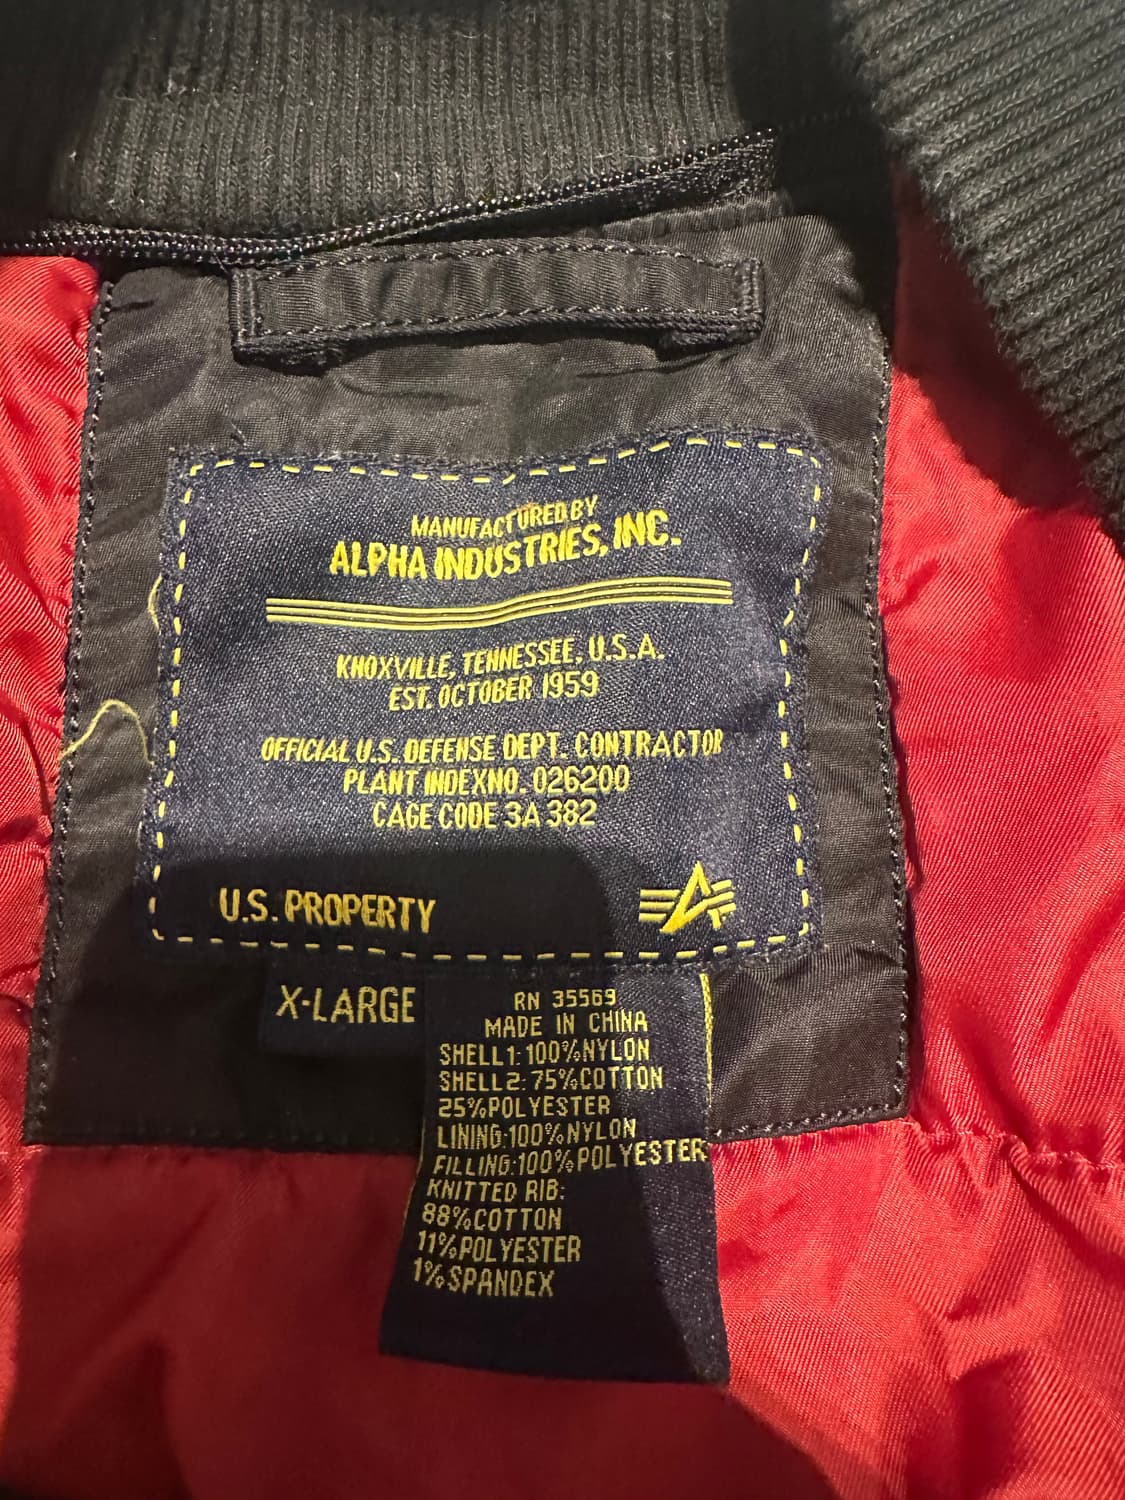 MANUFACTURED BY
ALPHA INDUSTRIES, INC.
KNOXVILLE, TENNESSEE, U.S.A.
EST. OCTOBER 1959
OFFICIAL U.S. DEFENSE DEPT. CONTRACTOR
PLANT INDEXNO. 026200
CAGE CODE 3A 382
U.S. PROPERTY
X-LARGE
RN 35569
MADE IN CHINA
SHELL1:100%NYLON
SHELL2:75%COTTON
25%POLYESTER
LINING:100%NYLON
FILLING:100%POLYESTER
KNITTED RIB:
88%COTTON
11%POLYESTER
1%SPANDEX